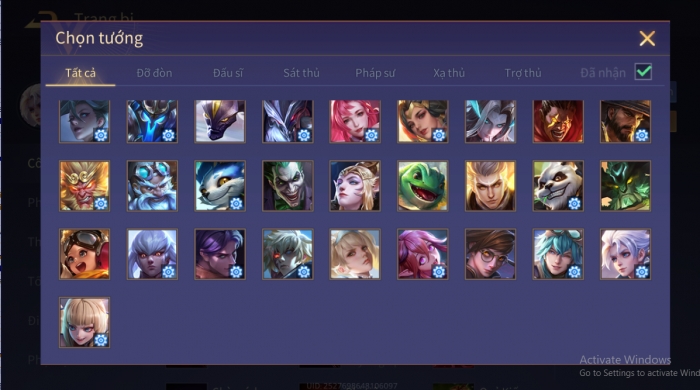 Trang bị
Chọn tướng
Tất cả
Đỡ đòn
Đấu sĩ
Sát thủ
Pháp sư
Xạ thủ
Trợ thủ
Đã nhận
Activate Windows
Go to Settings to activate Wind